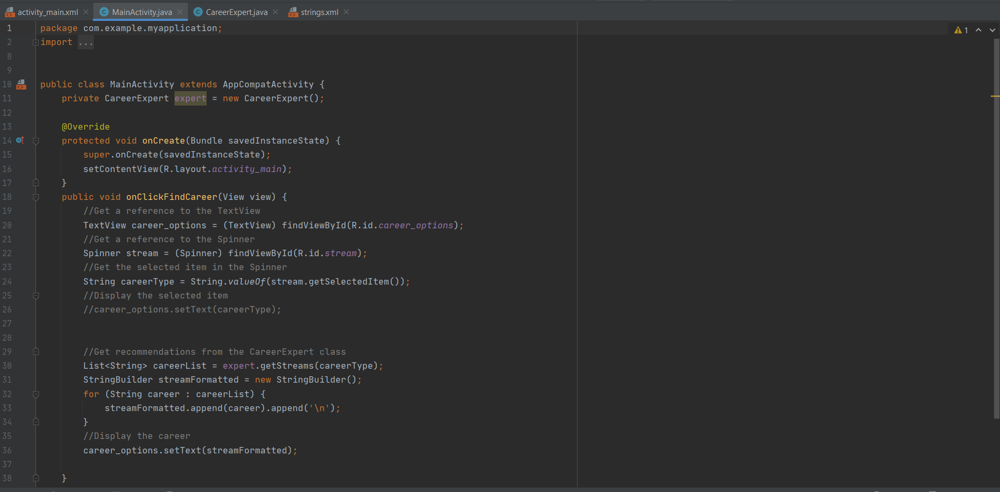 activity_main.xml MainActivity.java CareerExpert.java strings.xml
1 package com.example.myapplication; 1
2 import ...
8
9
10 public class MainActivity extends AppCompatActivity {
11 private CareerExpert expert = new CareerExpert();
12
13 @Override
14 protected void onCreate(Bundle savedInstanceState) {
15 super.onCreate(savedInstanceState);
16 setContentView(R.layout.activity_main);
17 }
18 public void onClickFindCareer(View view) {
19 //Get a reference to the TextView
20 TextView career_options = (TextView) findViewById(R.id.career_options);
21 //Get a reference to the Spinner
22 Spinner stream = (Spinner) findViewById(R.id.stream);
23 //Get the selected item in the Spinner
24 String careerType = String.valueOf(stream.getSelectedItem());
25 //Display the selected item
26 //career_options.setText(careerType);
27
28
29 //Get recommendations from the CareerExpert class
30 List<String> careerList = expert.getStreams(careerType);
31 StringBuilder streamFormatted = new StringBuilder();
32 for (String career : careerList) {
33 streamFormatted.append(career).append('\n');
34 }
35 //Display the career
36 career_options.setText(streamFormatted);
37
38 }